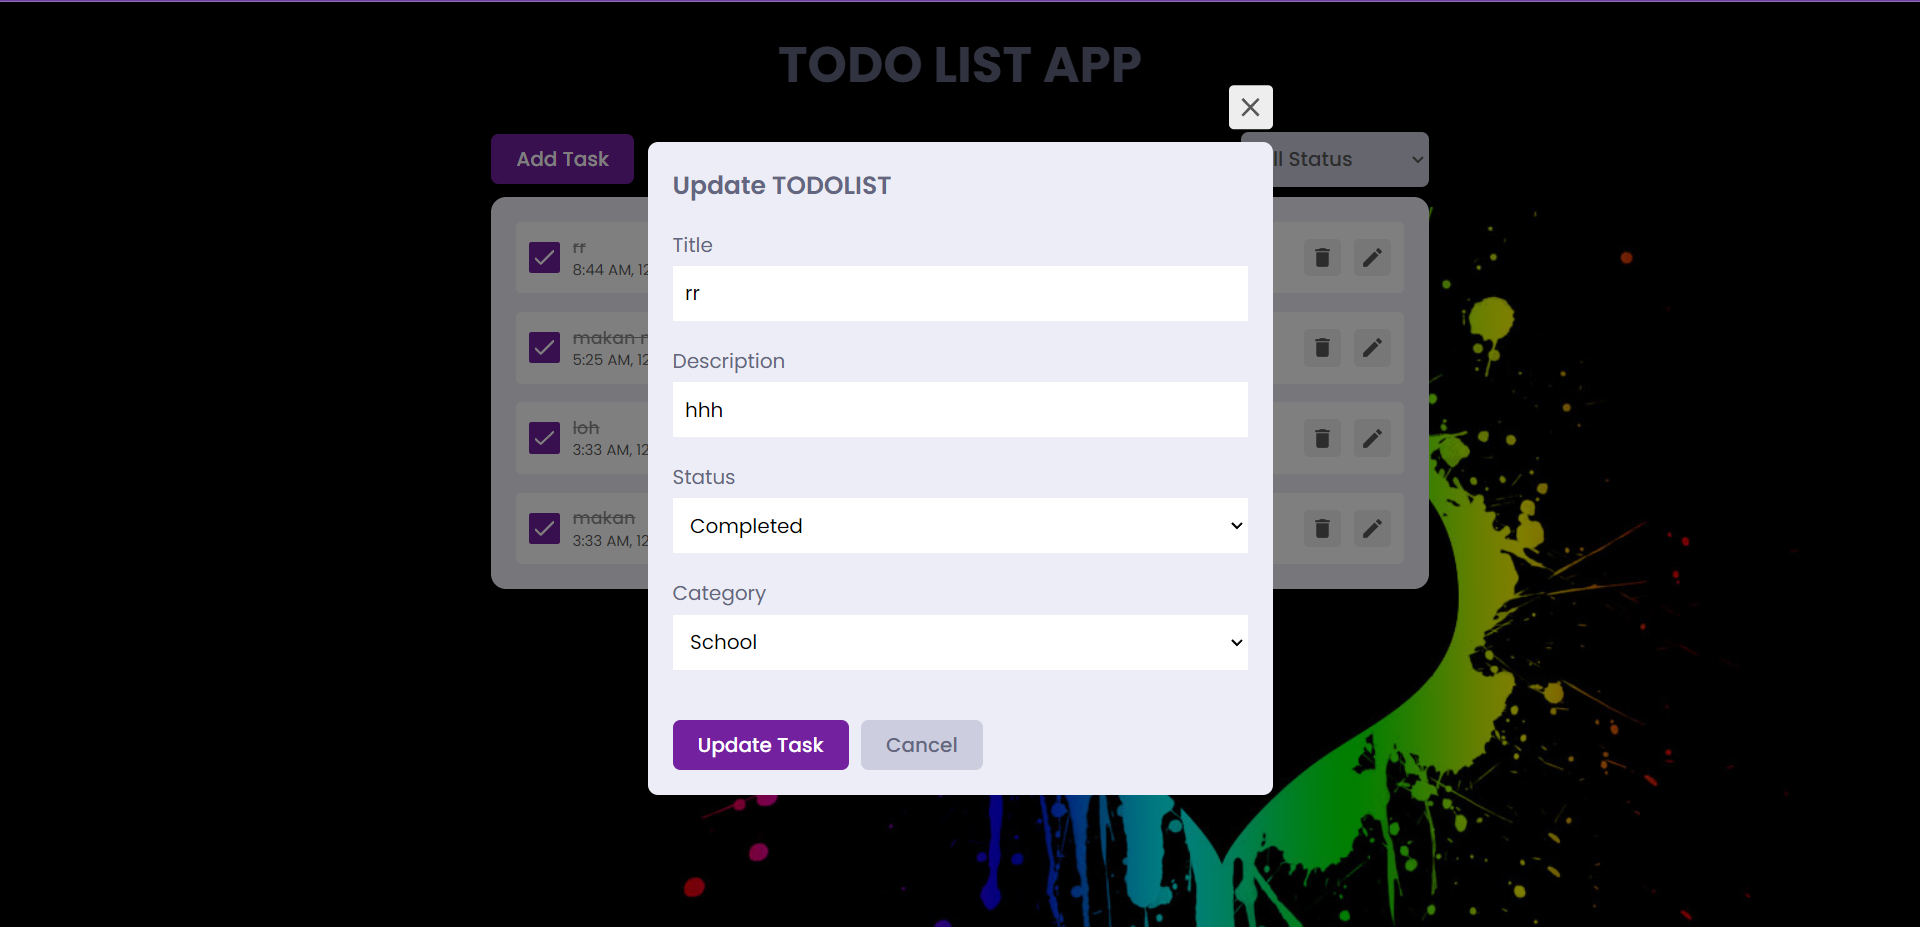 TODO LIST APP
Add Task
ll Status
Update TODOLIST
Title
rr
Description
hhh
Status
Completed
Category
School
Update Task
Cancel
rr
8:44 AM, 12
makan
5:25 AM, 12
loh
3:33 AM, 12
makan
3:33 AM, 12